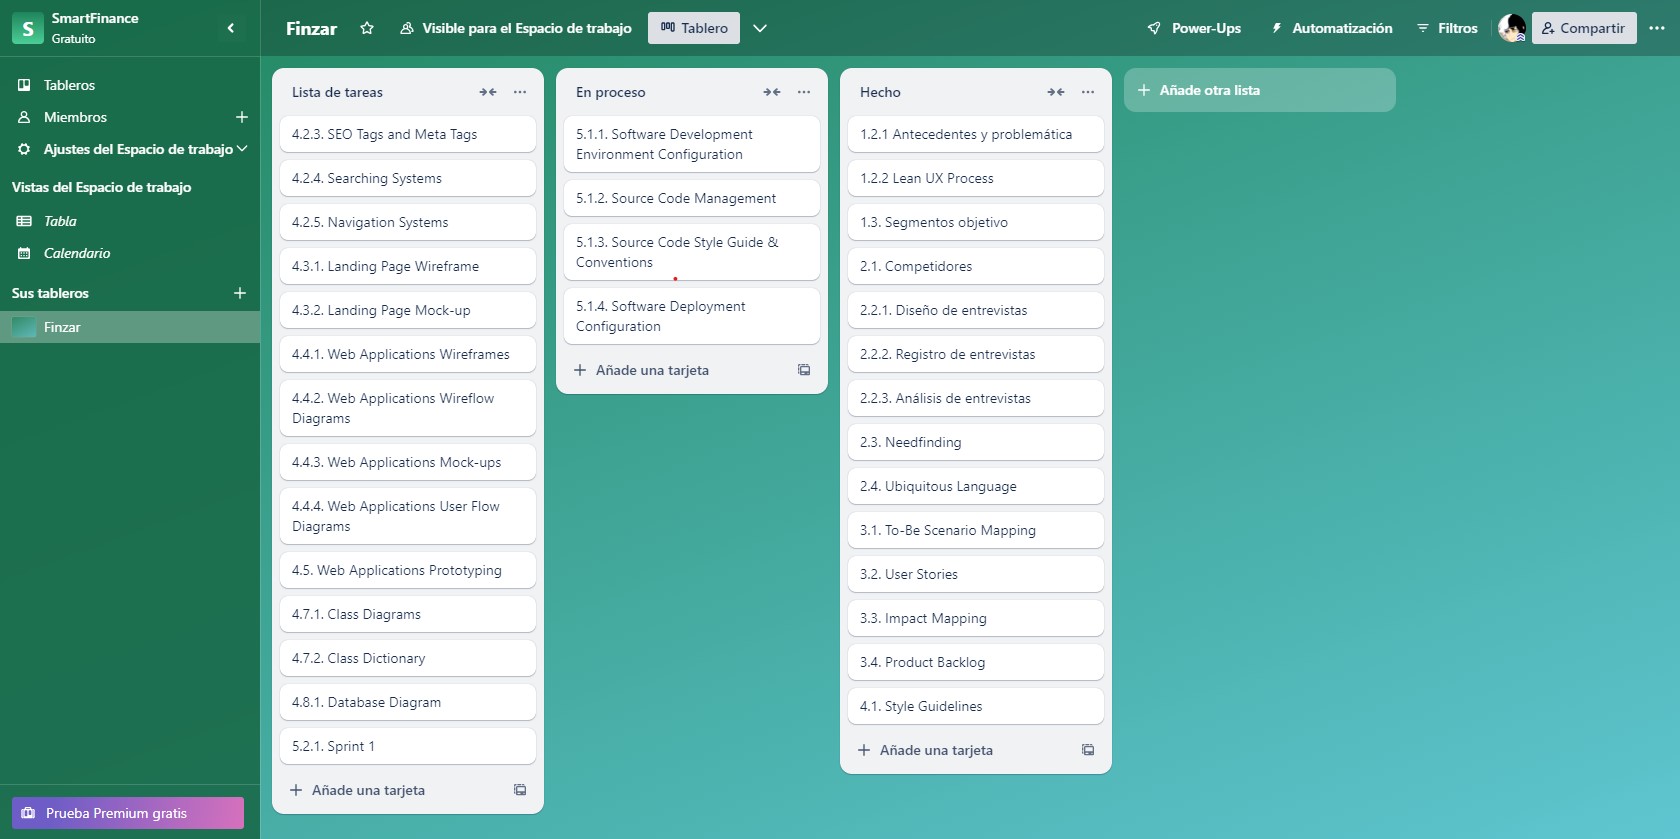 S
SmartFinance
Gratuito
Tableros
Miembros
Ajustes del Espacio de trabajo
Vistas del Espacio de trabajo
Tabla
Calendario
Sus tableros
Finzar
Prueba Premium gratis
Finzar
Visible para el Espacio de trabajo
Tablero
Power-Ups
Automatización
Filtros
Compartir
Lista de tareas
4.2.3. SEO Tags and Meta Tags
4.2.4. Searching Systems
4.2.5. Navigation Systems
4.3.1. Landing Page Wireframe
4.3.2. Landing Page Mock-up
4.4.1. Web Applications Wireframes
4.4.2. Web Applications Wireflow
Diagrams
4.4.3. Web Applications Mock-ups
4.4.4. Web Applications User Flow
Diagrams
4.5. Web Applications Prototyping
4.7.1. Class Diagrams
4.7.2. Class Dictionary
4.8.1. Database Diagram
5.2.1. Sprint 1
Añade una tarjeta
En proceso
5.1.1. Software Development
Environment Configuration
5.1.2. Source Code Management
5.1.3. Source Code Style Guide &
Conventions
5.1.4. Software Deployment
Configuration
Añade una tarjeta
Hecho
1.2.1 Antecedentes y problemática
1.2.2 Lean UX Process
1.3. Segmentos objetivo
2.1. Competidores
2.2.1. Diseño de entrevistas
2.2.2. Registro de entrevistas
2.2.3. Análisis de entrevistas
2.3. Needfinding
2.4. Ubiquitous Language
3.1. To-Be Scenario Mapping
3.2. User Stories
3.3. Impact Mapping
3.4. Product Backlog
4.1. Style Guidelines
Añade una tarjeta
Añade otra lista